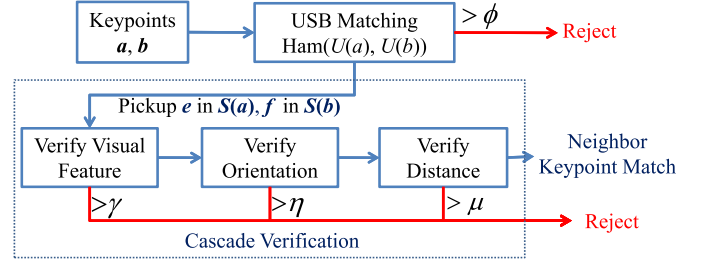 Keypoints
a, b
USB Matching
Ham(U(a), U(b))
>ϕ
Reject
Pickup e in S(a), f in S(b)
Verify Visual
Feature
Verify
Orientation
Verify
Distance
Neighbor
Keypoint Match
>γ
>η
> μ
Reject
Cascade Verification